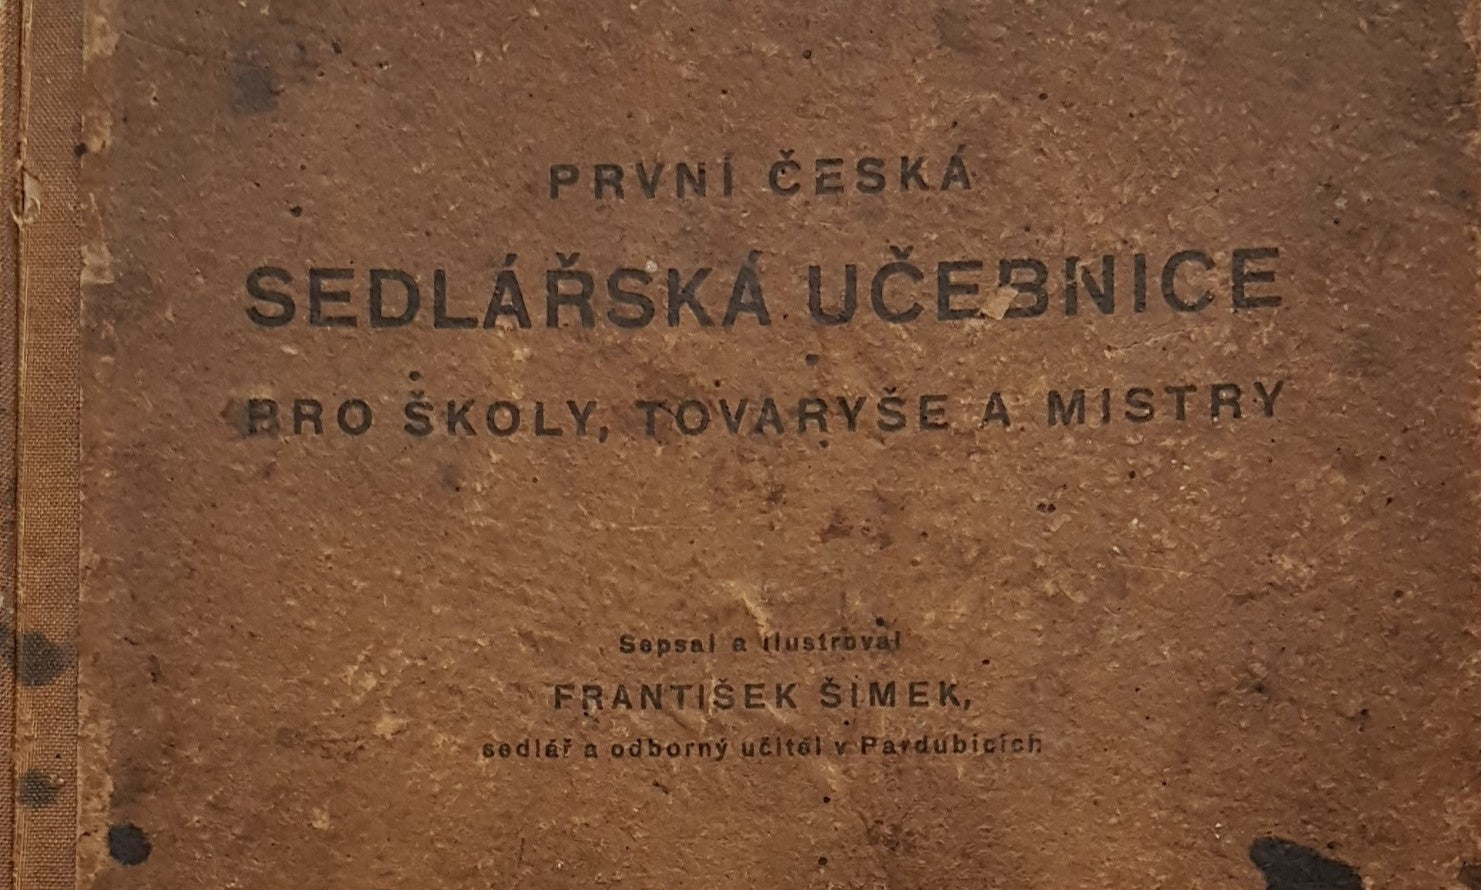 PRVNÍ ČESKÁ
SEDLÁŘSKÁ UČEBNICE
PRO ŠKOLY, TOVARYŠE A MISTRY
Sepsal a ilustroval
FRANTIŠEK ŠIMEK,
sedlář a odborný učitel v Pardubicích